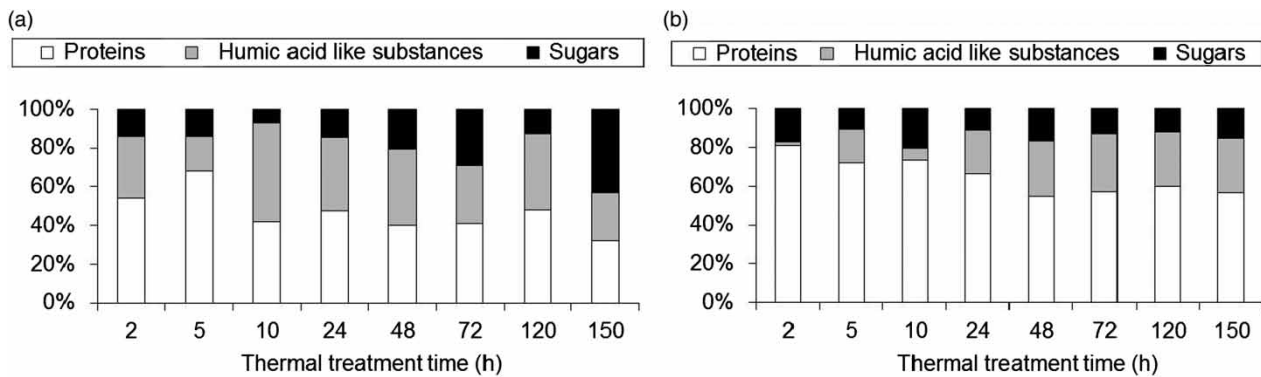 (a)
Proteins Humic acid like substances Sugars
100%
80%
60%
40%
20%
0%
2 5 10 24 48 72 120 150
Thermal treatment time (h)
(b)
Proteins Humic acid like substances Sugars
100%
80%
60%
40%
20%
0%
2 5 10 24 48 72 120 150
Thermal treatment time (h)